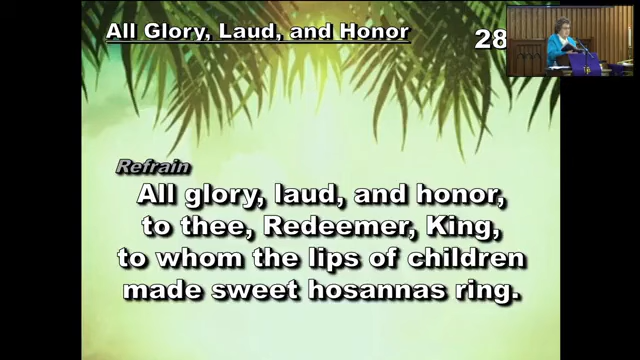 All Glory, Laud, and Honor
28
Refrain
All glory, laud, and honor,
to thee, Redeemer, King,
to whom the lips of children
made sweet hosannas ring.